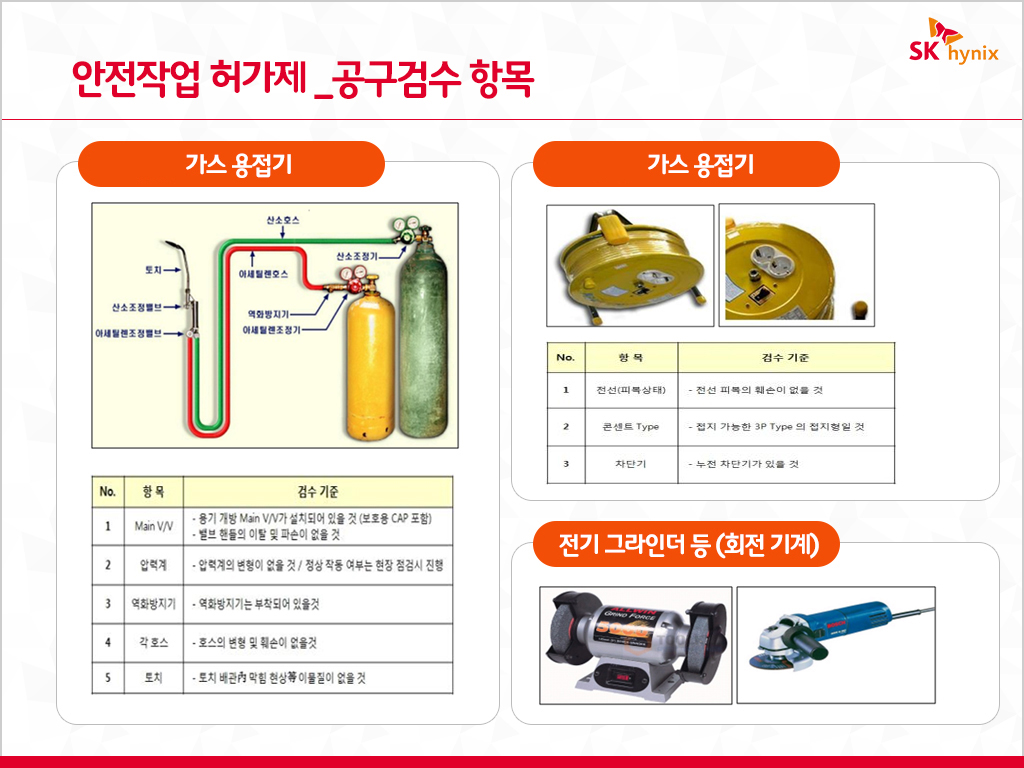 안전작업 허가제 _공구검수 항목
SK hynix
가스 용접기
산소호스
산소조정기
토치
아세틸렌호스
산소조정밸브
역화방지기
아세틸렌조정밸브
아세틸렌조정기
No. 항 목 검수 기준
1 Main V/V - 용기 개방 Main V/V가 설치되어 있을 것 (보호용 CAP 포함)
- 밸브 핸들의 이탈 및 파손이 없을 것
2 압력계 - 압력계의 변형이 없을 것 / 정상 작동 여부는 현장 점검시 진행
3 역화방지기 - 역화방지기는 부착되어 있을것
4 각 호스 - 호스의 변형 및 훼손이 없을것
5 토치 - 토치 배관內 막힘 현상等 이물질이 없을 것
가스 용접기
No. 항 목 검수 기준
1 전선(피복상태) - 전선 피복의 훼손이 없을 것
2 콘센트 Type - 접지 가능한 3P Type 의 접지형일 것
3 차단기 - 누전 차단기가 있을 것
전기 그라인더 등 (회전 기계)
ALLWIN
GRIND FORCE
BOSCH